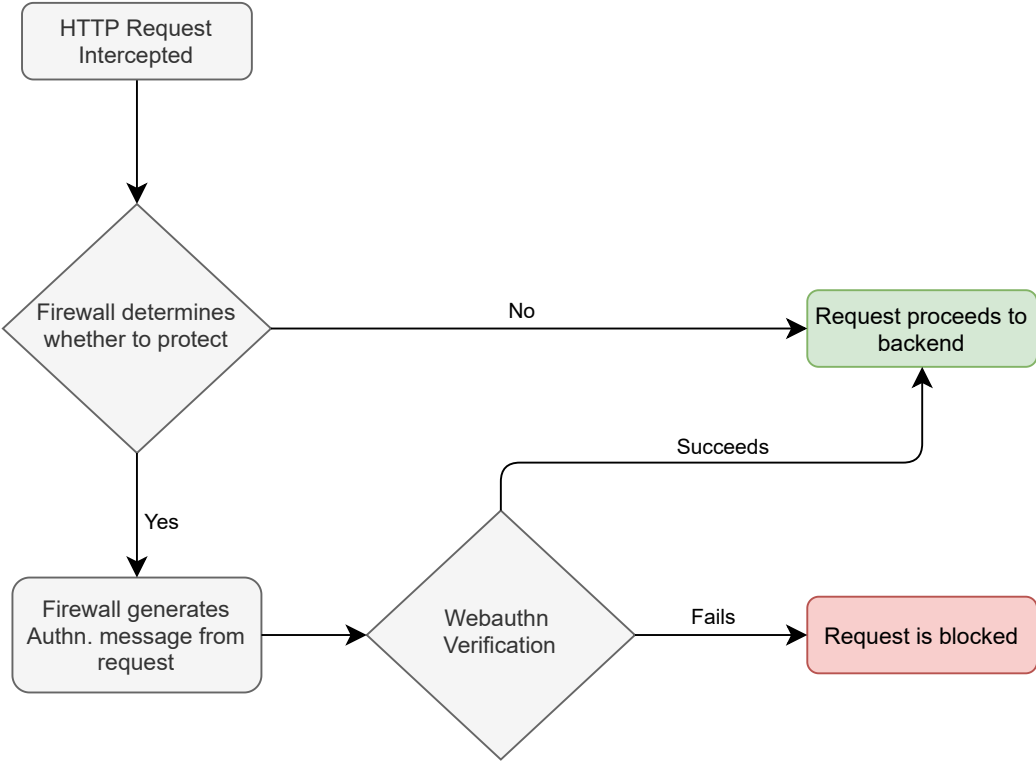 HTTP Request
Intercepted
Firewall determines
whether to protect
No
Request proceeds to
backend
Succeeds
Yes
Firewall generates
Authn. message from
request
Webauthn
Verification
Fails
Request is blocked